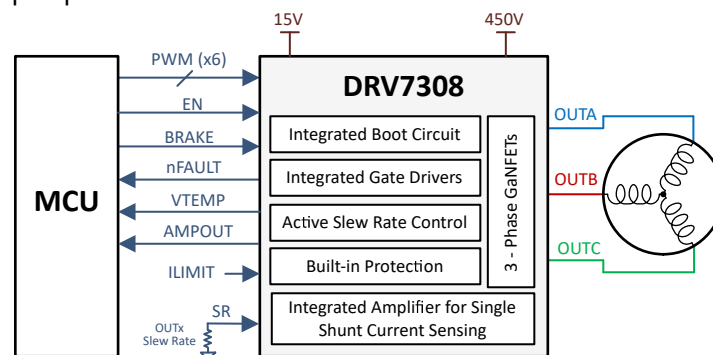 15V
450V
MCU
PWM (x6)
EN
BRAKE
nFAULT
VTEMP
AMPOUT
ILIMIT
SR
OUTx
Slew Rate
DRV7308
Integrated Boot Circuit
Integrated Gate Drivers
Active Slew Rate Control
Built-in Protection
Integrated Amplifier for Single
Shunt Current Sensing
3 - Phase GaNFETs
OUTA
OUTB
OUTC